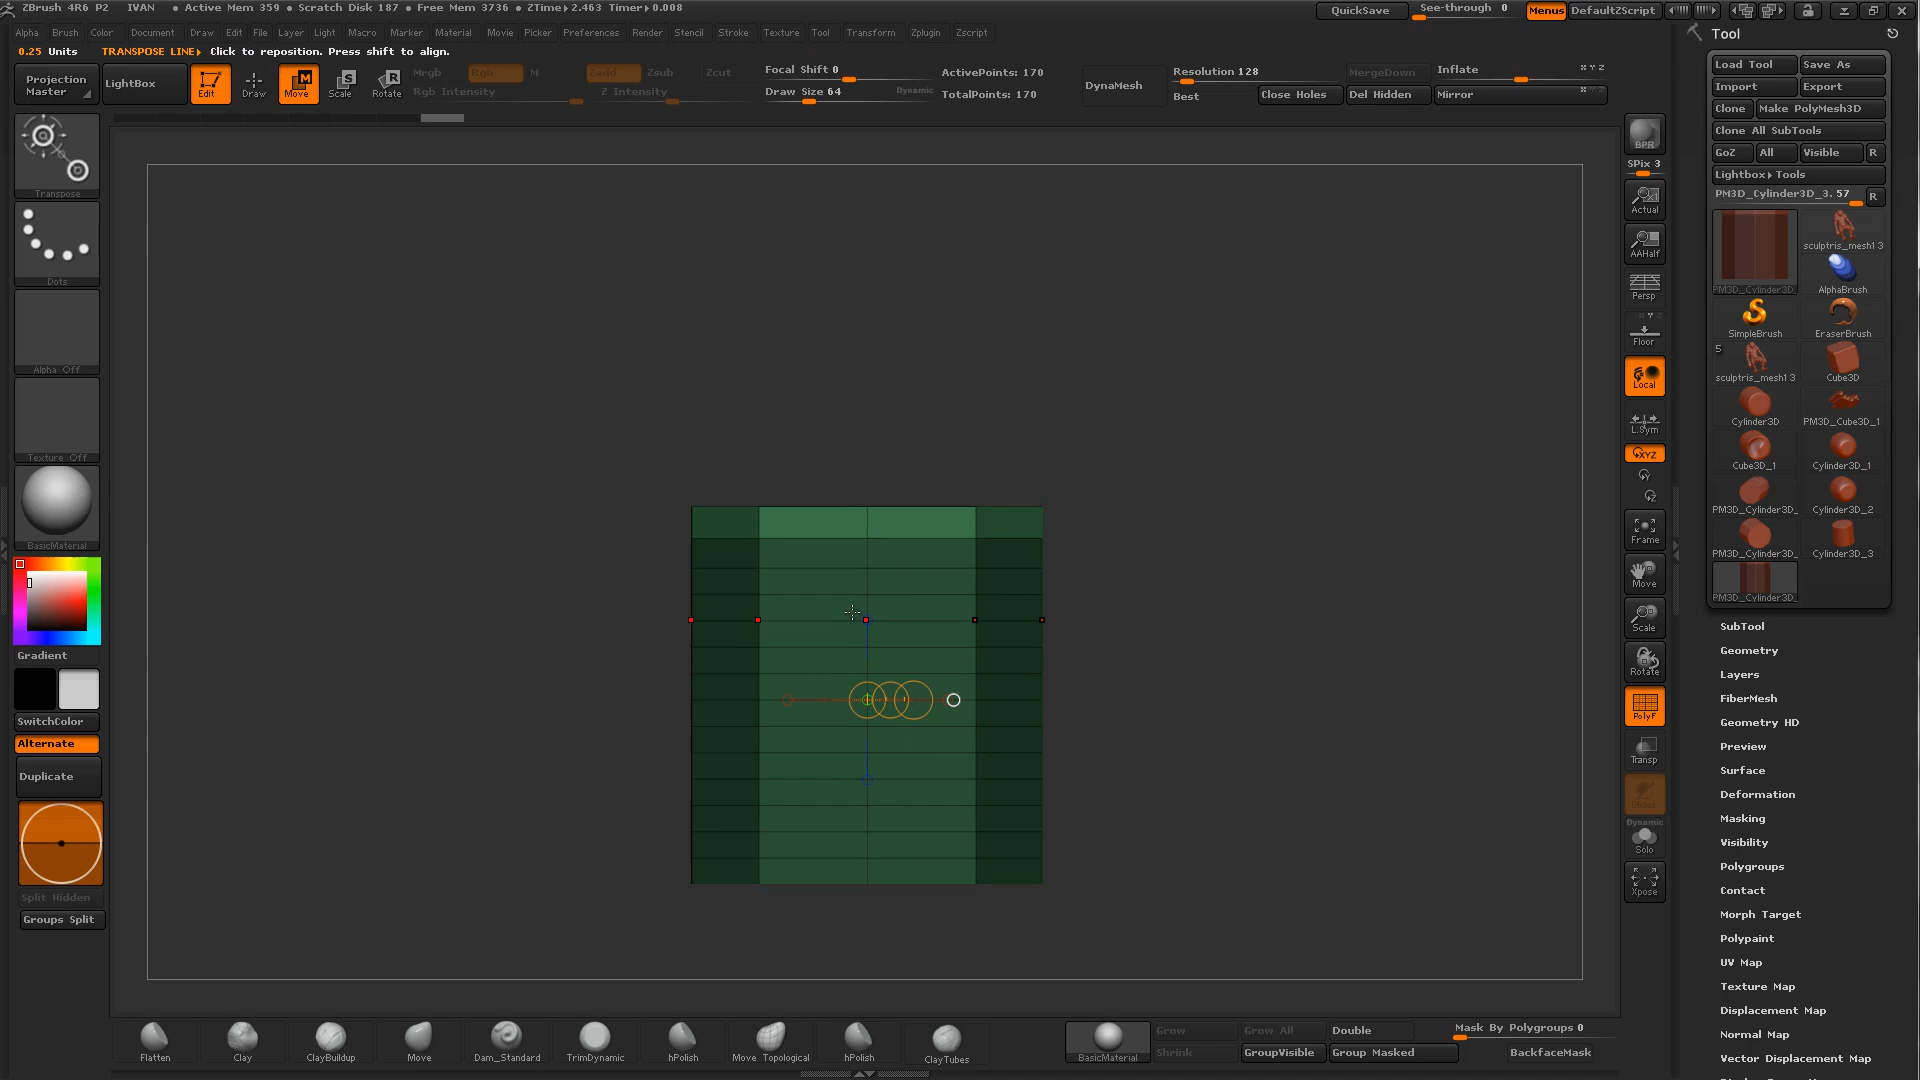 ZBrush 4R6 P2 IVAN • Active Mem 359 • Scratch Disk 187 • Free Mem 3736 • ZTime▸2.463 Timer▸0.008
QuickSave See-through 0 Menus DefaultZScript
Alpha Brush Color Document Draw Edit File Layer Light Macro Marker Material Movie Picker Preferences Render Stencil Stroke Texture Tool Transform Zplugin Zscript
Tool
0.25 Units TRANSPOSE LINE▸ Click to reposition. Press shift to align.
Projection Master
LightBox
Edit
Draw
Move
Scale
Rotate
Mrgb Rgb M
Rgb Intensity
Zadd Zsub Zcut
Z Intensity
Focal Shift 0
Draw Size 64
Dynamic
ActivePoints: 170
TotalPoints: 170
DynaMesh
Resolution 128
Best Close Holes
MergeDown
Del Hidden
Inflate
Mirror
Load Tool Save As
Import Export
Clone Make PolyMesh3D
Clone All SubTools
GoZ All Visible R
Lightbox▸Tools
PM3D_Cylinder3D_3. 57 R
PM3D_Cylinder3D_
sculptris_mesh13
AlphaBrush
SimpleBrush EraserBrush
5
sculptris_mesh13 Cube3D
Cylinder3D PM3D_Cube3D_1
Cube3D_1 Cylinder3D_1
PM3D_Cylinder3D_ Cylinder3D_2
PM3D_Cylinder3D_ Cylinder3D_3
PM3D_Cylinder3D_
SubTool
Geometry
Layers
FiberMesh
Geometry HD
Preview
Surface
Deformation
Masking
Visibility
Polygroups
Contact
Morph Target
Polypaint
UV Map
Texture Map
Displacement Map
Normal Map
Vector Displacement Map
BPR
SPix 3
Actual
AAHalf
Persp
Floor
Local
L.Sym
XYZ
Y
Z
Frame
Move
Scale
Rotate
PolyF
Transp
Ghost
Dynamic
Solo
Xpose
Transpose
Dots
Alpha Off
Texture Off
BasicMaterial
Gradient
SwitchColor
Alternate
Duplicate
Split Hidden
Groups Split
Flatten Clay ClayBuildup Move Dam_Standard TrimDynamic hPolish Move Topological hPolish ClayTubes
BasicMaterial
Grow Grow All Double
Shrink GroupVisible Group Masked
Mask By Polygroups 0
BackfaceMask